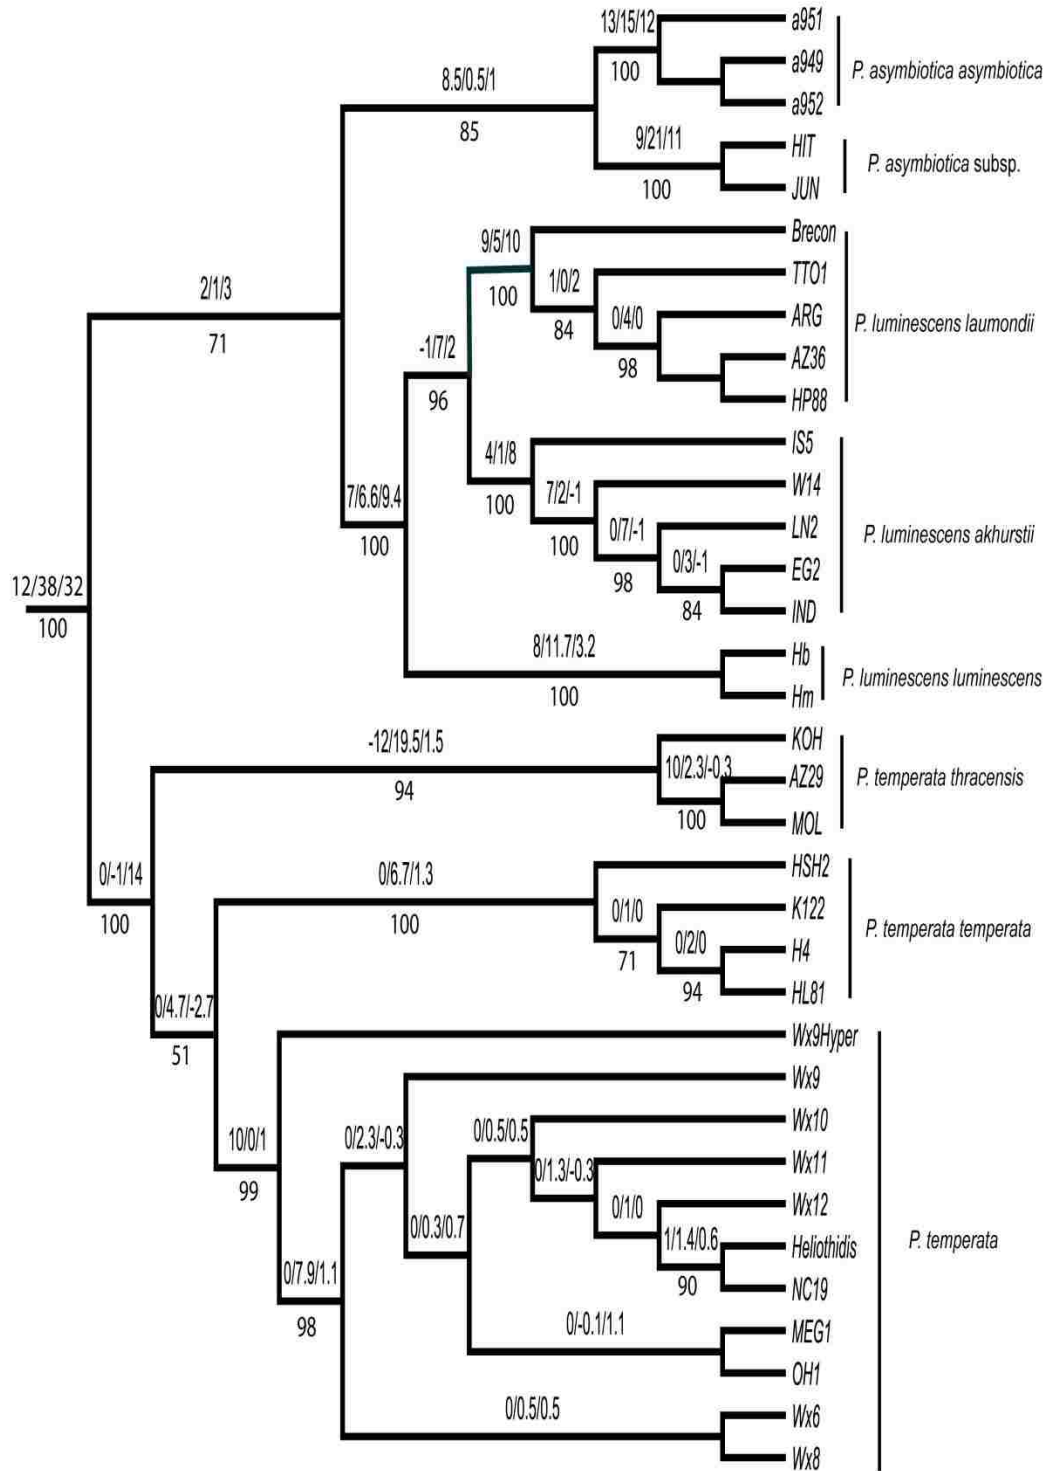 13/15/12
a951
100
a949
P. asymbiotica asymbiotica
8.5/0.5/1
a952
85
9/21/11
HIT
P. asymbiotica subsp.
100
JUN
9/5/10
Brecon
100
1/0/2
TTO1
2/1/3
84
0/4/0
ARG
P. luminescens laumondii
71
-1/7/2
98
AZ36
96
HP88
4/1/8
IS5
7/6.6/9.4
100
7/2/-1
W14
100
100
0/7/-1
LN2
P. luminescens akhurstii
98
0/3/-1
EG2
12/38/32
84
IND
100
8/11.7/3.2
Hb
100
Hm
P. luminescens luminescens
-12/19.5/1.5
KOH
94
10/2.3/-0.3
AZ29
P. temperata thracensis
100
MOL
0/-1/14
0/6.7/1.3
HSH2
100
100
0/1/0
K122
P. temperata temperata
71
0/2/0
H4
94
HL81
0/4.7/-2.7
51
Wx9Hyper
Wx9
10/0/1
0/2.3/-0.3
0/0.5/0.5
Wx10
99
0/1.3/-0.3
Wx11
0/0.3/0.7
0/1/0
Wx12
P. temperata
1/1.4/0.6
Heliothidis
0/7.9/1.1
90
NC19
98
0/-0.1/1.1
MEG1
OH1
0/0.5/0.5
Wx6
Wx8